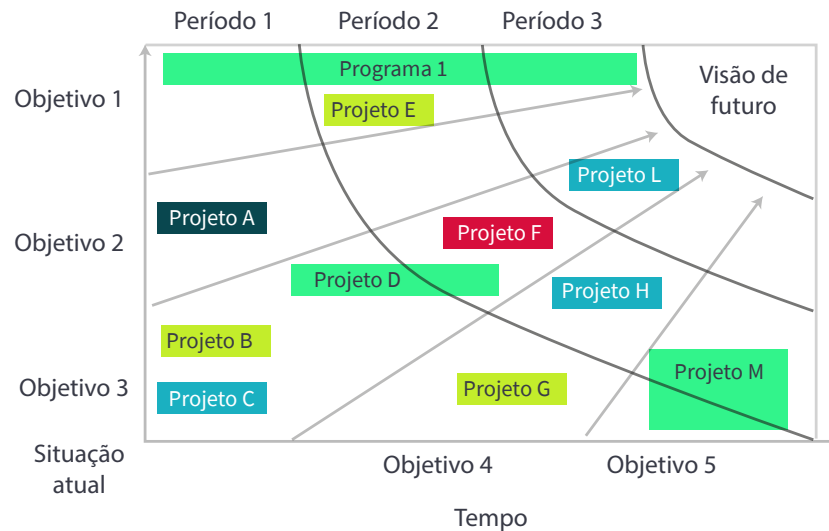 Período 1
Período 2
Período 3
Objetivo 1
Programa 1
Visão de
futuro
Projeto E
Projeto L
Objetivo 2
Projeto A
Projeto F
Projeto D
Projeto H
Projeto B
Objetivo 3
Projeto C
Projeto G
Projeto M
Situação
atual
Objetivo 4
Objetivo 5
Tempo